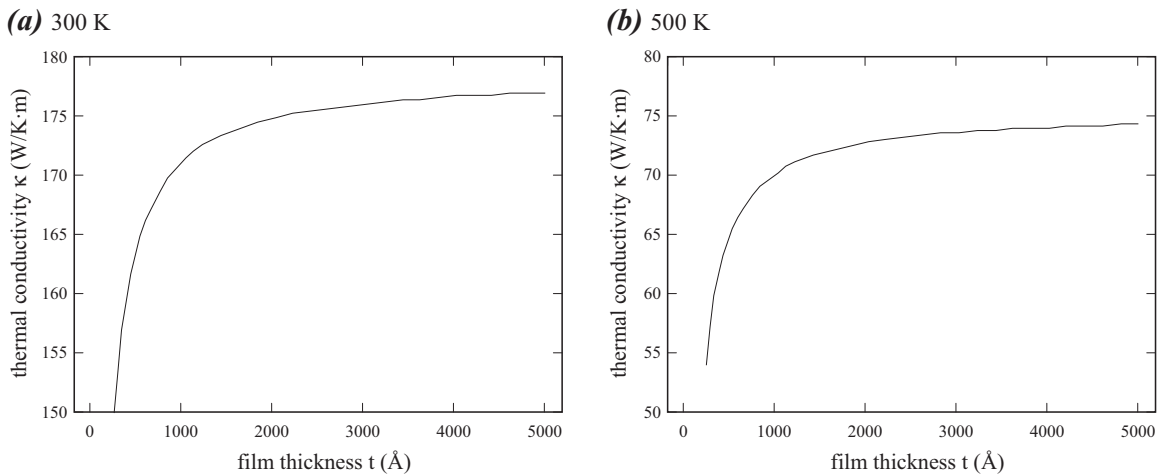 (a) 300 K
180
175
170
165
160
155
150
0 1000 2000 3000 4000 5000
film thickness t (Å)
thermal conductivity κ (W/K·m)
(b) 500 K
80
75
70
65
60
55
50
0 1000 2000 3000 4000 5000
film thickness t (Å)
thermal conductivity κ (W/K·m)